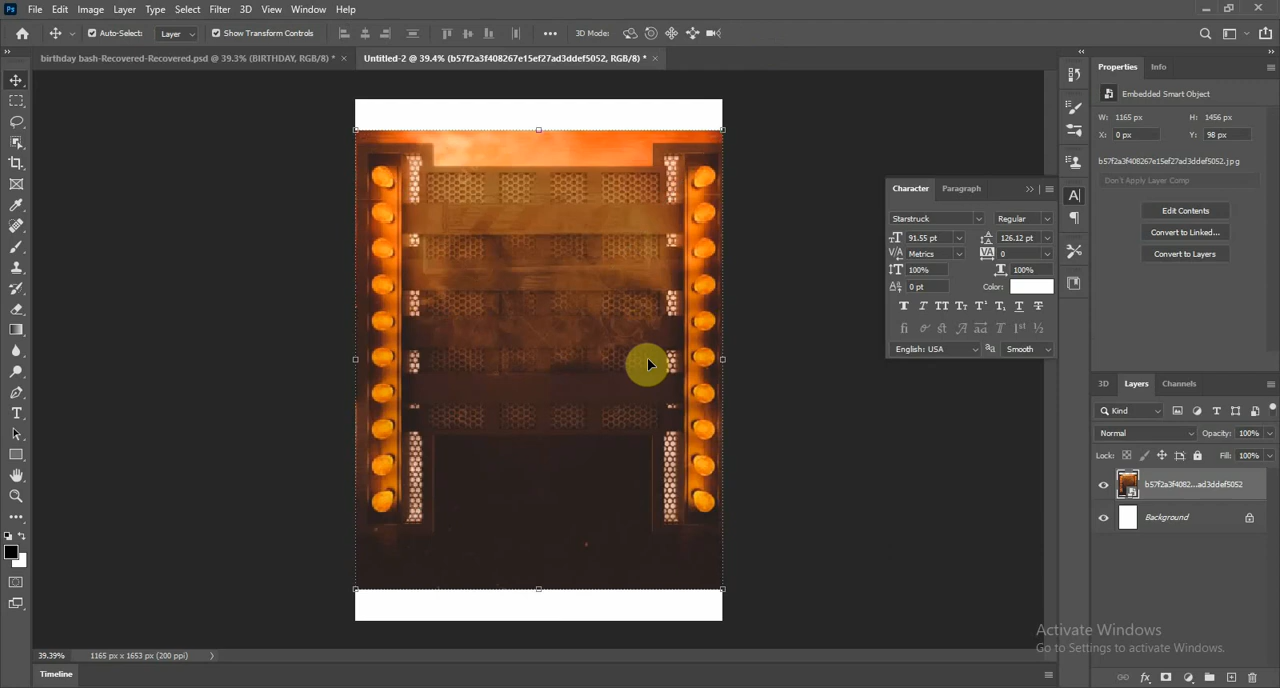 Ps File Edit Image Layer Type Select Filter 3D View Window Help
Auto-Select: Layer Show Transform Controls 3D Mode:
birthday bash-Recovered-Recovered.psd @ 39.3% (BIRTHDAY, RGB/8) * × Untitled-2 @ 39.4% (b57f2a3f408267e15ef27ad3ddef5052, RGB/8) * ×
Properties Info
Embedded Smart Object
W: 1165 px H: 1456 px
X: 0 px Y: 98 px
b57f2a3f408267e15ef27ad3ddef5052.jpg
Don't Apply Layer Comp
Edit Contents
Convert to Linked...
Convert to Layers
Character Paragraph
Starstruck Regular
91.55 pt 126.12 pt
Metrics 0
100% 100%
0 pt Color:
English: USA Smooth
3D Layers Channels
Kind
Normal Opacity: 100%
Lock: Fill: 100%
b57f2a3f4082...ad3ddef5052
Background
Activate Windows
Go to Settings to activate Windows.
39.39% 1165 px x 1653 px (200 ppi)
Timeline